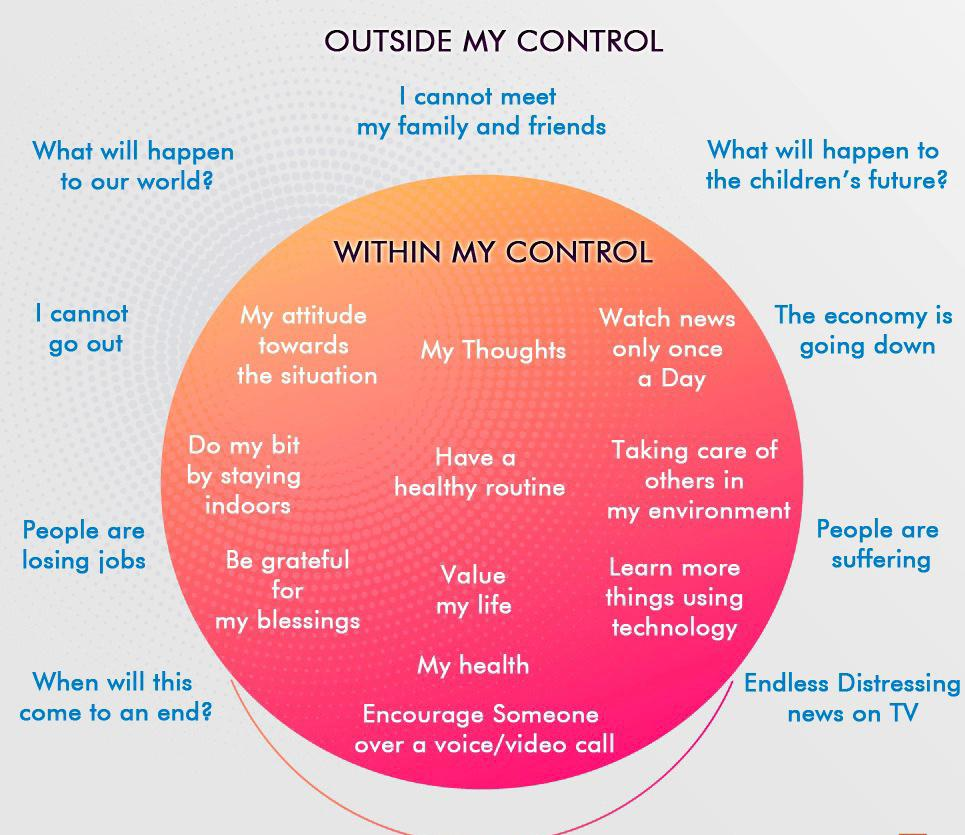 OUTSIDE MY CONTROL
I cannot meet
my family and friends
What will happen
to our world?
What will happen to
the children's future?
WITHIN MY CONTROL
I cannot
go out
My attitude
towards
the situation
My Thoughts
Watch news
only once
a Day
The economy is
going down
Do my bit
by staying
indoors
Have a
healthy routine
Taking care of
others in
my environment
People are
losing jobs
People are
suffering
Be grateful
for
my blessings
Value
my life
Learn more
things using
technology
My health
When will this
come to an end?
Endless Distressing
news on TV
Encourage Someone
over a voice/video call